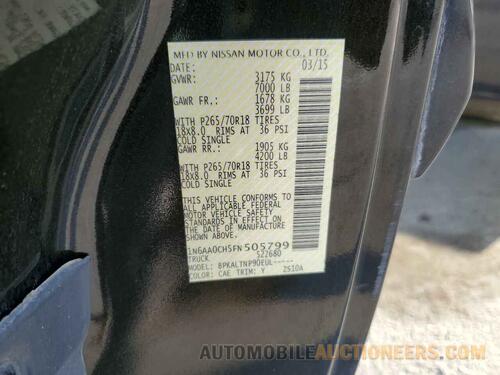 MFD BY NISSAN MOTOR CO., LTD.
DATE: 03/15
GVWR: 3175 KG
7000 LB
GAWR FR.: 1678 KG
3699 LB
WITH P265/70R18 TIRES
18x8.0 RIMS AT 36 PSI
COLD SINGLE
GAWR RR.: 1905 KG
4200 LB
WITH P265/70R18 TIRES
18x8.0 RIMS AT 36 PSI
COLD SINGLE
THIS VEHICLE CONFORMS TO ALL
APPLICABLE U.S. FEDERAL MOTOR
VEHICLE SAFETY STANDARDS IN
EFFECT ON THE DATE OF
MANUFACTURE SHOWN ABOVE.
1N6AA0CH5FN505799
TRUCK 522680
MODEL: BPKALTNP90EUL-----
COLOR: CAE TRIM: Y 2S10A
AUTOMOBILEAUCTIONEERS.COM